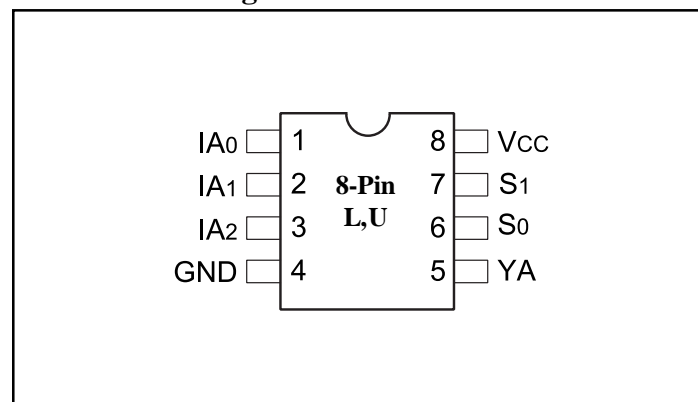 IA0 1 8 VCC
IA1 2 8-Pin 7 S1
L,U
IA2 3 6 S0
GND 4 5 YA